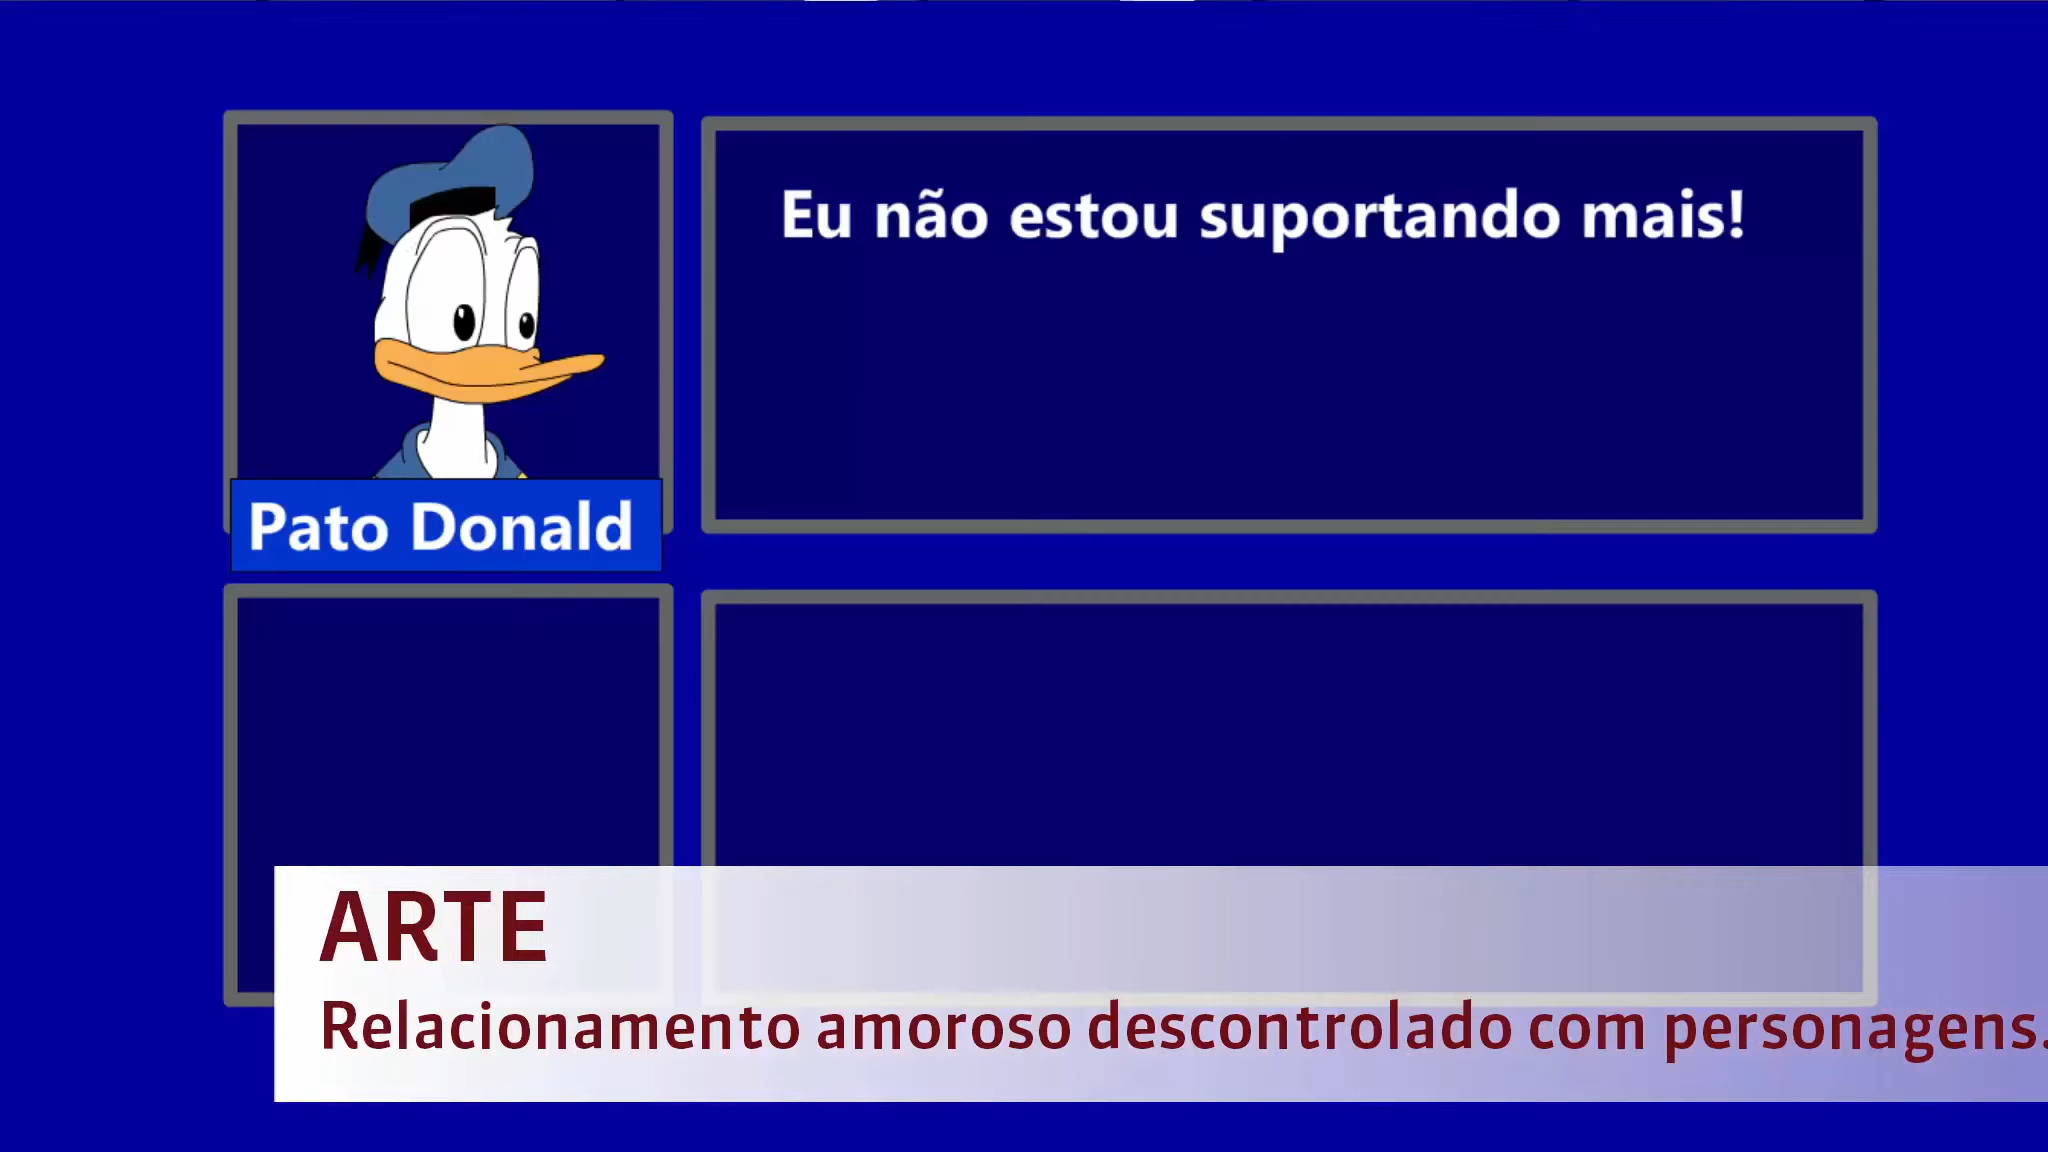 Eu não estou suportando mais!
Pato Donald
ARTE
Relacionamento amoroso descontrolado com personagens.